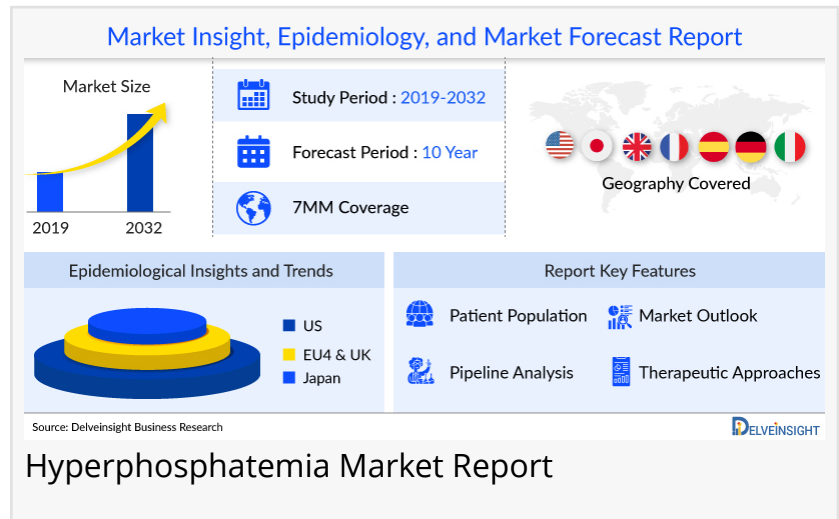 Market Insight, Epidemiology, and Market Forecast Report
Market Size
2019
2032
Study Period : 2019-2032
Forecast Period : 10 Year
7MM Coverage
Geography Covered
Epidemiological Insights and Trends
US
EU4 & UK
Japan
Report Key Features
Patient Population
Market Outlook
Pipeline Analysis
Therapeutic Approaches
Source: Delveinsight Business Research
DELVEINSIGHT
Hyperphosphatemia Market Report